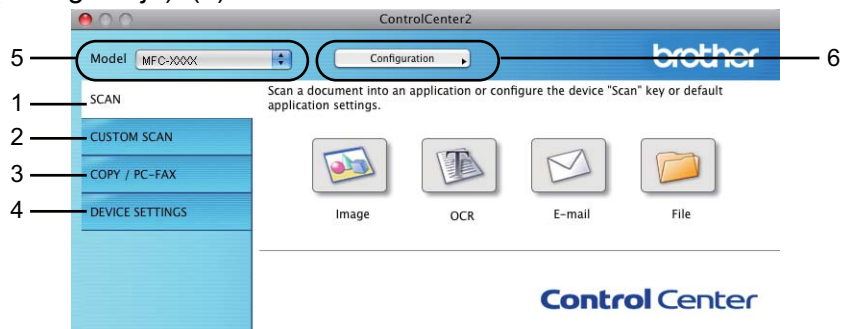 ControlCenter2
5
Model MFC-XXXX
Configuration
brother
6
1
SCAN
Scan a document into an application or configure the device "Scan" key or default
application settings.
2
CUSTOM SCAN
3
COPY / PC-FAX
4
DEVICE SETTINGS
Image
OCR
E-mail
File
Control Center